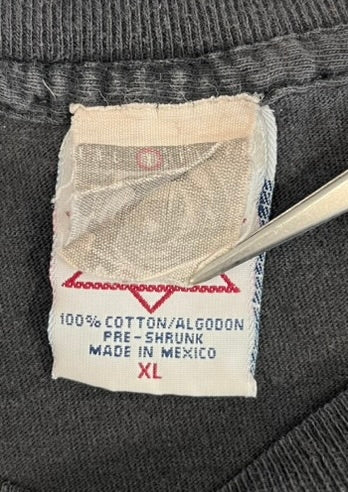 100% COTTON/ALGODON
PRE-SHRUNK
MADE IN MEXICO
XL